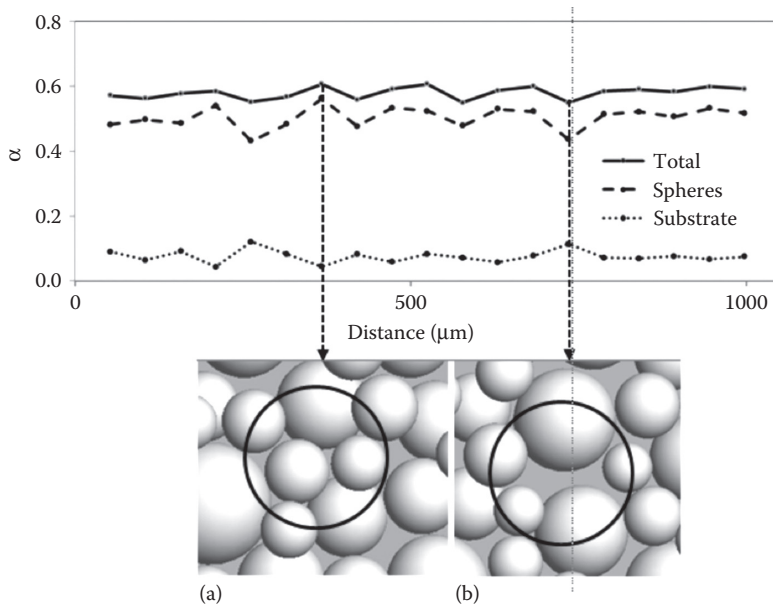 0.8
0.6
0.4
0.2
0.0
α
Total
Spheres
Substrate
0
500
1000
Distance (μm)
(a)
(b)